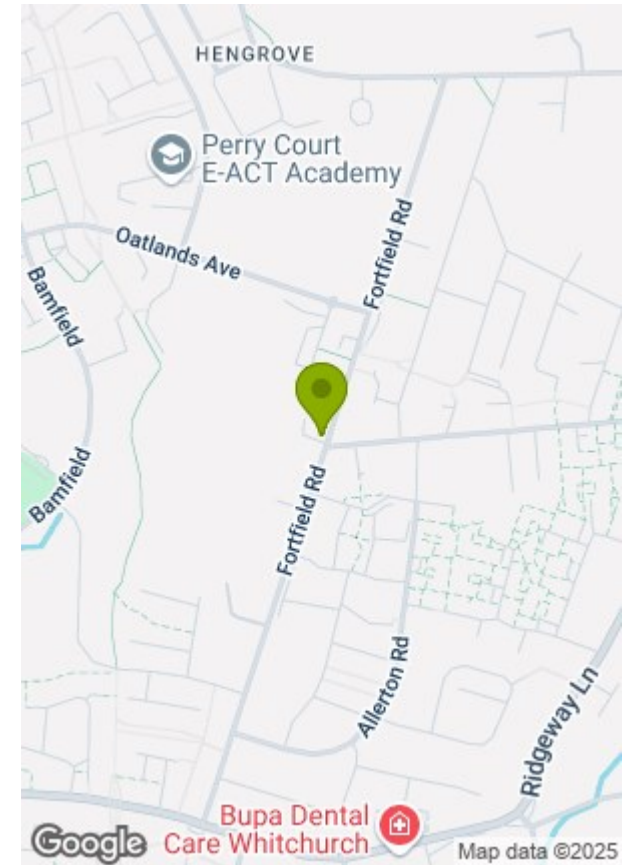 HENGROVE
Perry Court
E-ACT Academy
Oatlands Ave
Fortfield Rd
Bamfield
Bamfield
Fortfield Rd
Allerton Rd
Ridgeway Ln
Bupa Dental
Care Whitchurch
Google
Map data ©2025